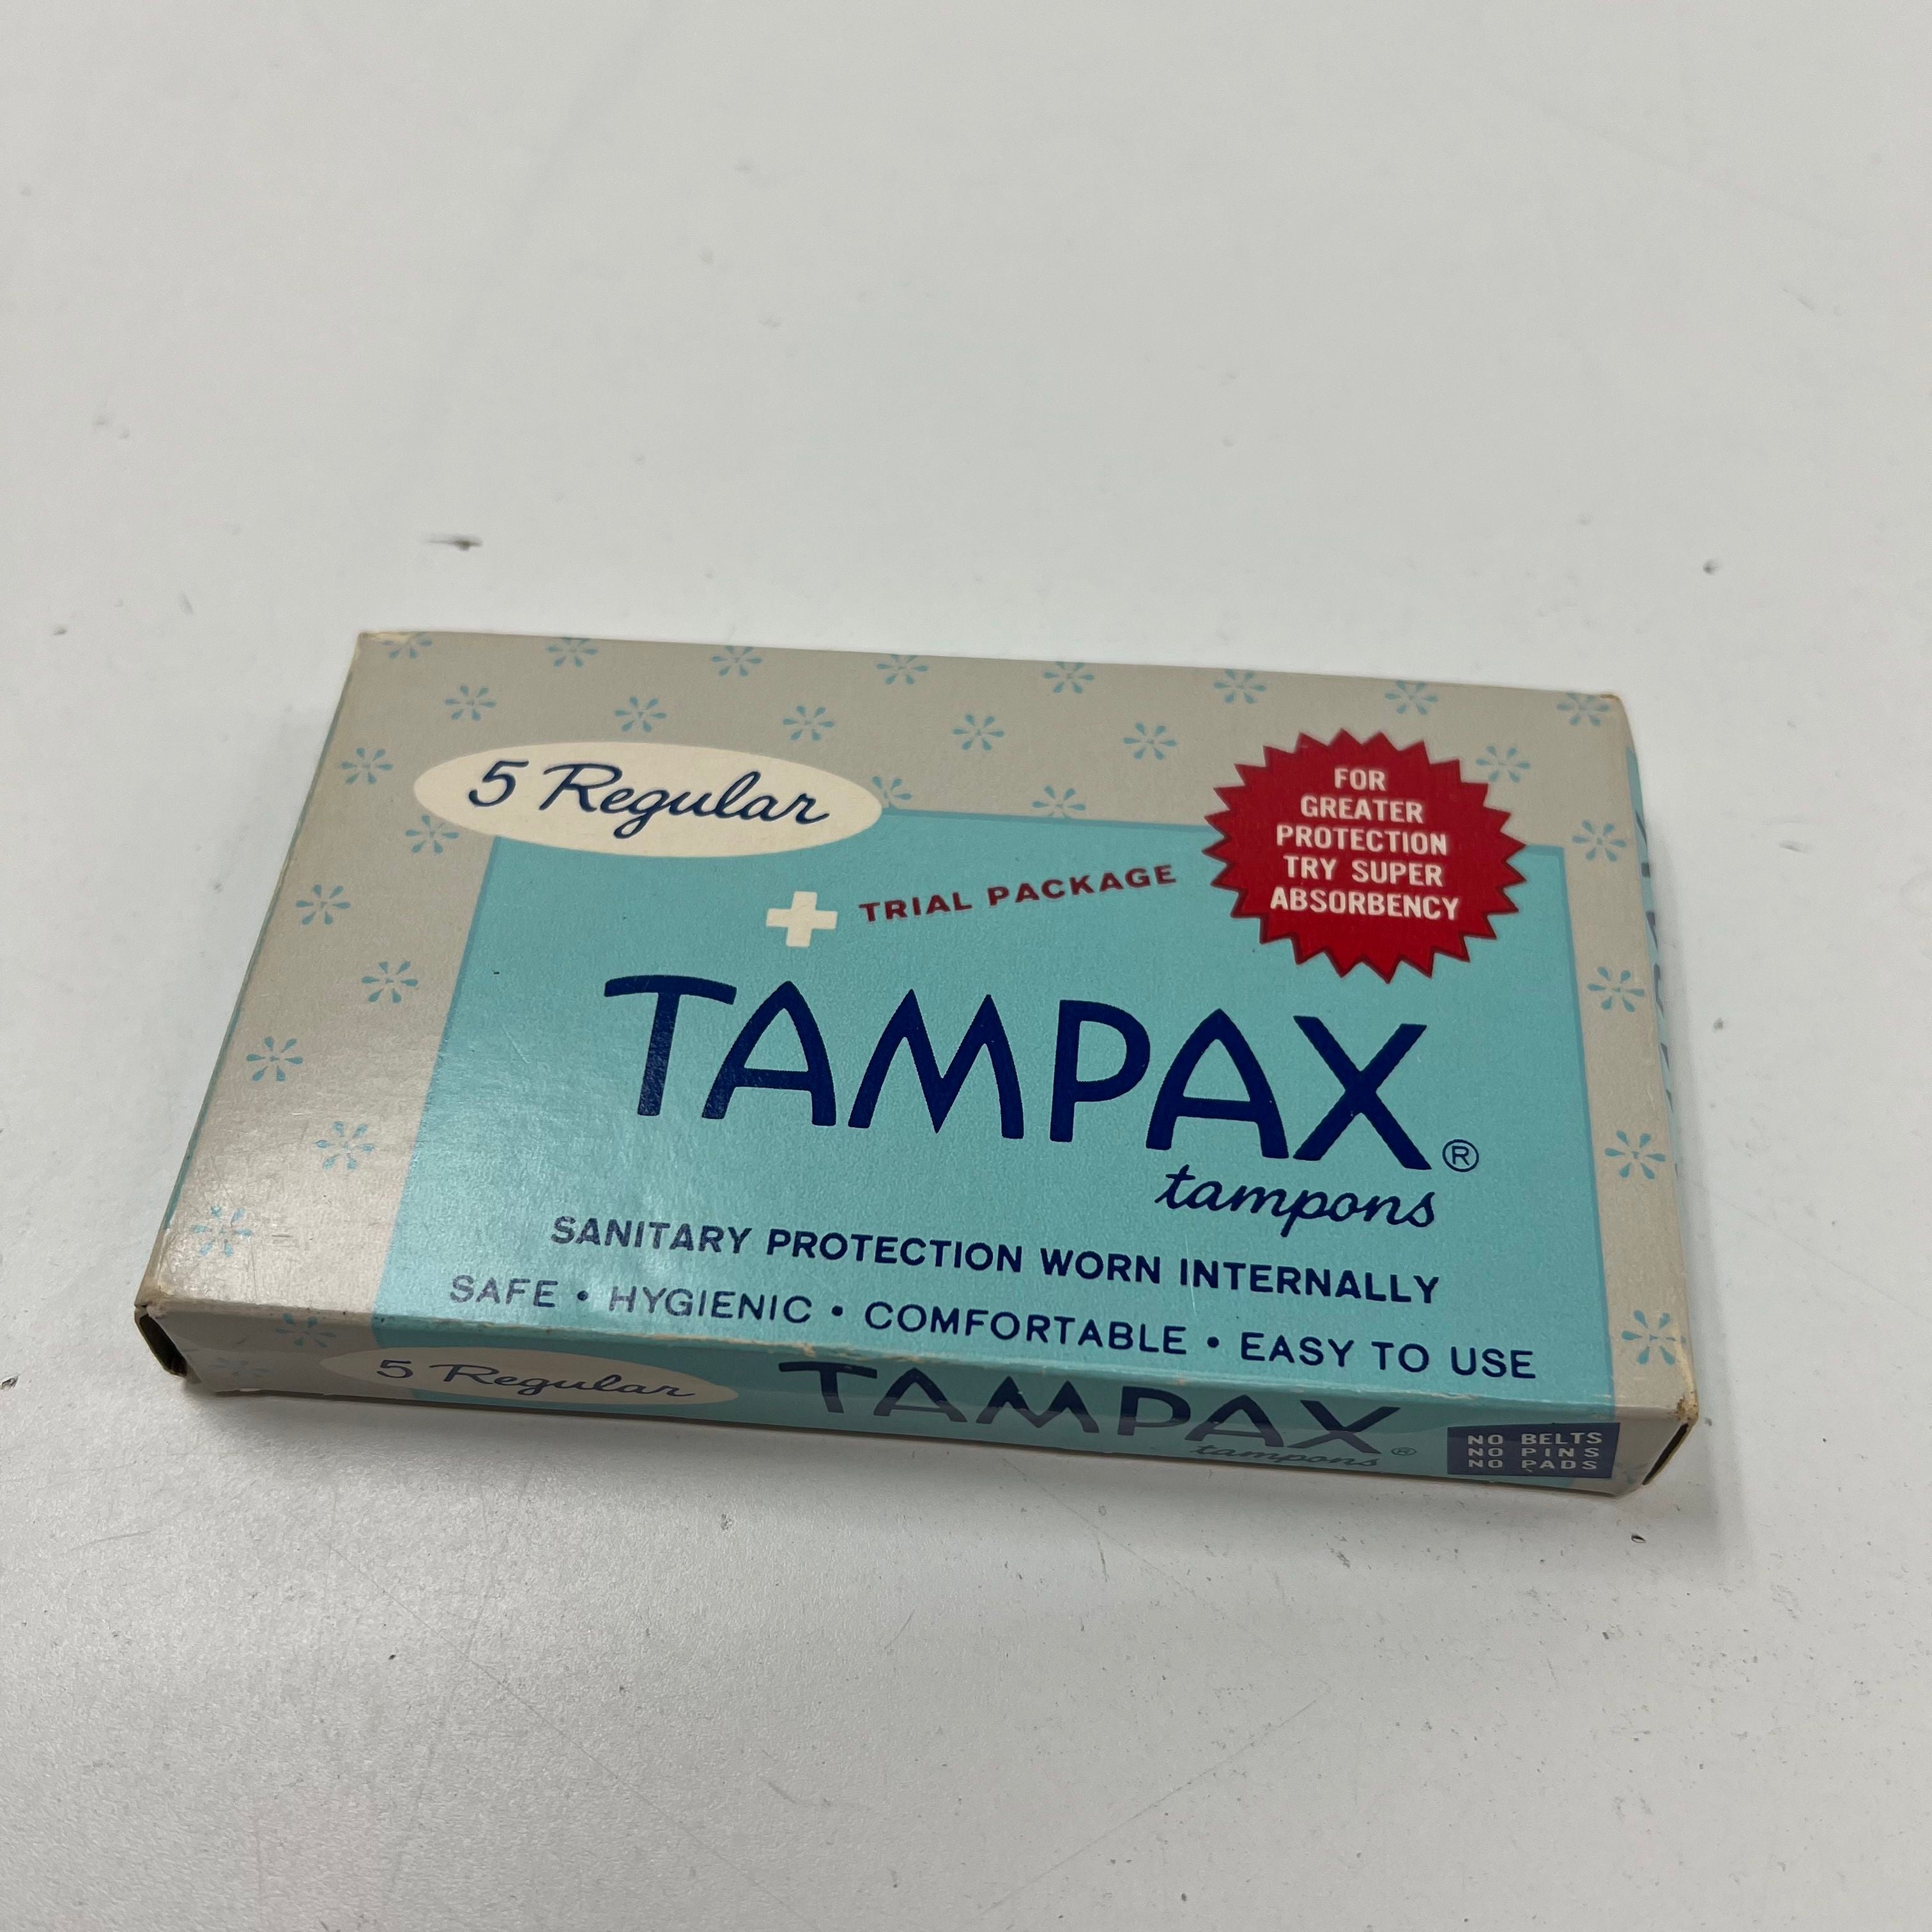 5 Regular
TRIAL PACKAGE
FOR
GREATER
PROTECTION
TRY SUPER
ABSORBENCY
TAMPAX®
tampons
SANITARY PROTECTION WORN INTERNALLY
SAFE • HYGIENIC • COMFORTABLE • EASY TO USE
5 Regular
TAMPAX®
tampons
NO BELTS
NO PINS
NO PADS